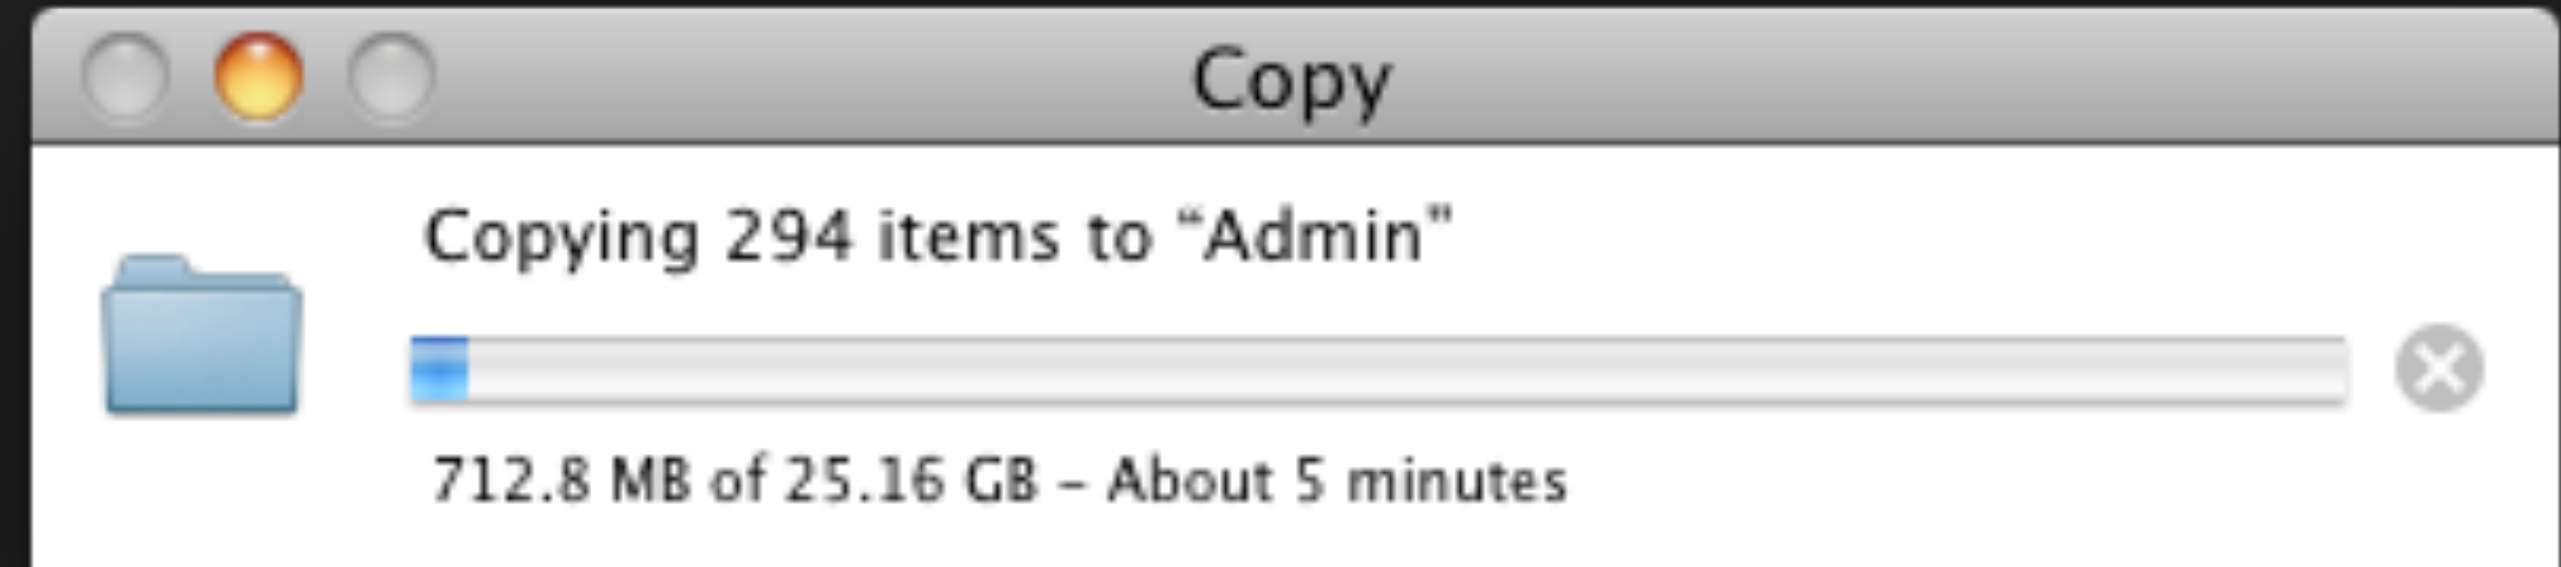 Copy
Copying 294 items to “Admin”
712.8 MB of 25.16 GB – About 5 minutes